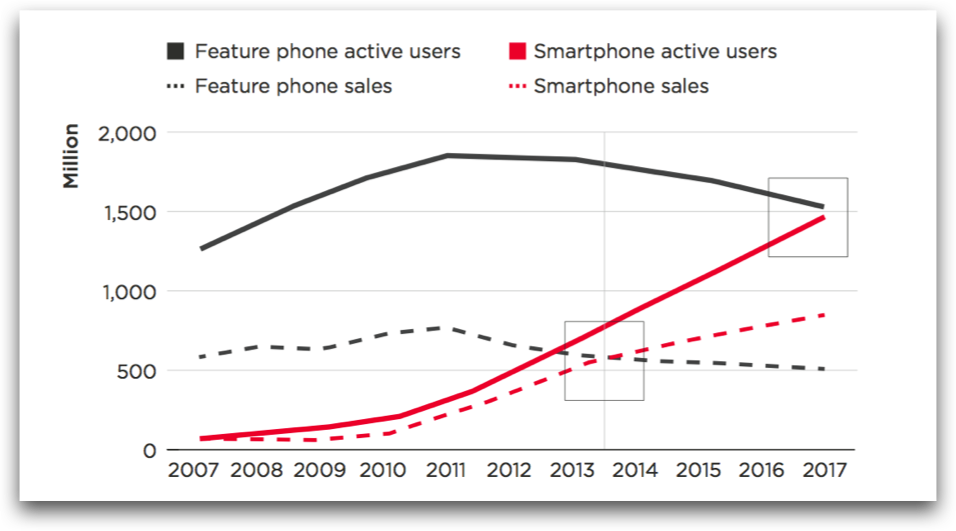 Feature phone active users
Smartphone active users
Feature phone sales
Smartphone sales
Million
2,000
1,500
1,000
500
0
2007 2008 2009 2010 2011 2012 2013 2014 2015 2016 2017